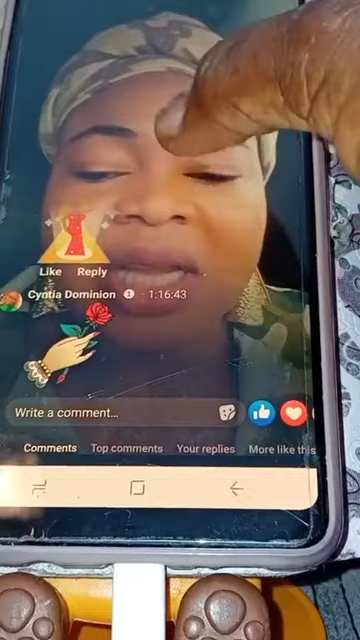 Like Reply
Cyntia Dominion 1:16:43
Write a comment...
Comments Top comments Your replies More like this